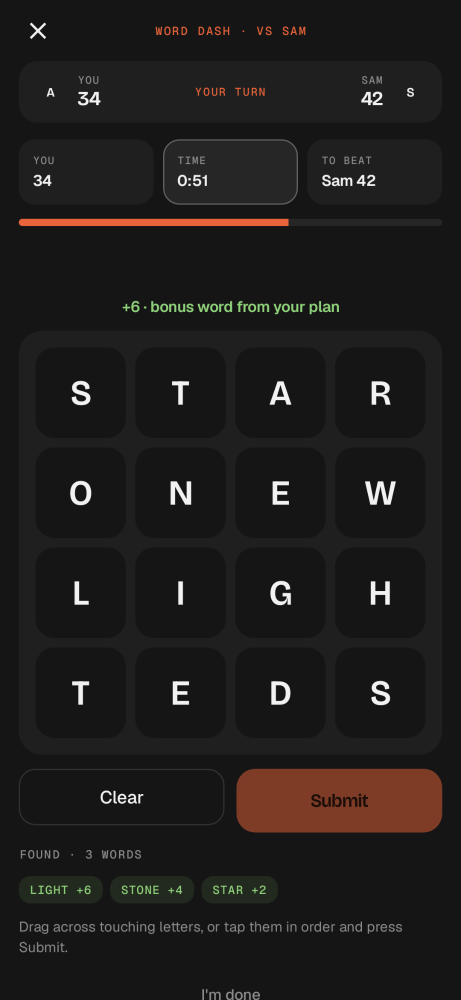 WORD DASH · VS SAM
A YOU 34 YOUR TURN SAM 42 S
YOU
34
TIME
0:51
TO BEAT
Sam 42
+6 · bonus word from your plan
S T A R
O N E W
L I G H
T E D S
Clear
Submit
FOUND · 3 WORDS
LIGHT +6 STONE +4 STAR +2
Drag across touching letters, or tap them in order and press
Submit.
I'm done